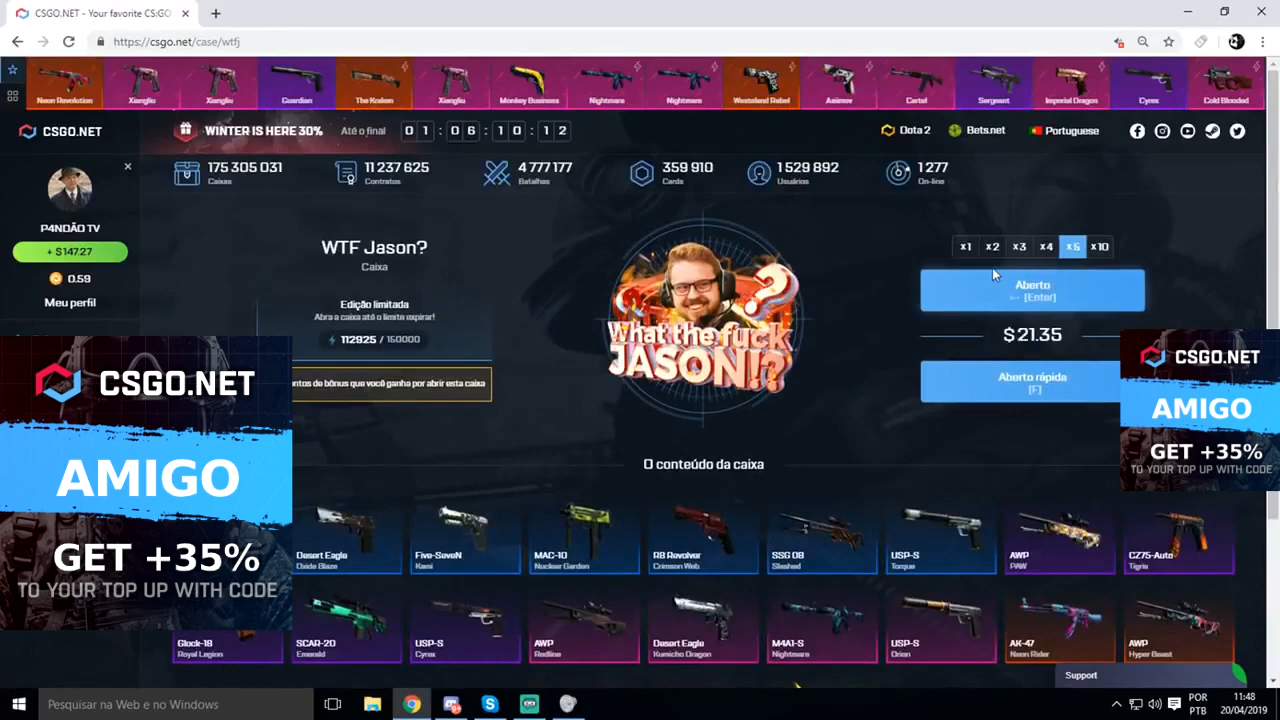 CSGO.NET - Your favorite CS:GO
https://csgo.net/case/wtfj
Neon Revolution
Xiangliu
Xiangliu
Guardian
The Kraken
Xiangliu
Monkey Business
Nightmare
Nightmare
Wasteland Rebel
Asiimov
Cartel
Sergeant
Imperial Dragon
Cyrex
Cold Blooded
CSGO.NET
WINTER IS HERE 30%
Até o final
01:06:10:12
Dota 2
Bets.net
Portuguese
175 305 031
Caixas
11 237 625
Contratos
4 777 177
Batalhas
359 910
Cards
1 529 892
Usuários
1 277
On-line
P4NDÃO TV
+ $147.27
0.59
Meu perfil
WTF Jason?
Caixa
Edição limitada
Abra a caixa até o limite expirar!
112925 / 150000
ntos de bônus que você ganha por abrir esta caixa
What the fuck
JASON!?
x1 x2 x3 x4 x5 x10
Aberto
[Enter]
$21.35
Aberto rápida
[F]
CSGO.NET
AMIGO
GET +35%
TO YOUR TOP UP WITH CODE
CSGO.NET
AMIGO
GET +35%
TO YOUR TOP UP WITH CODE
O conteúdo da caixa
Desert Eagle
Oxide Blaze
Five-SeveN
Kami
MAC-10
Nuclear Garden
R8 Revolver
Crimson Web
SSG 08
Slashed
USP-S
Torque
AWP
PAW
CZ75-Auto
Tigris
Glock-18
Royal Legion
SCAR-20
Emerald
USP-S
Cyrex
AWP
Redline
Desert Eagle
Kumicho Dragon
M4A1-S
Nightmare
USP-S
Orion
AK-47
Neon Rider
AWP
Hyper Beast
Support
Pesquisar na Web e no Windows
POR
PTB
11:48
20/04/2019